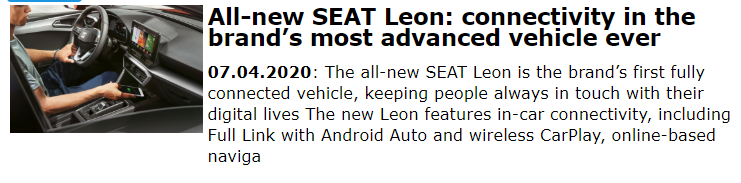 All-new SEAT Leon: connectivity in the
brand’s most advanced vehicle ever
07.04.2020: The all-new SEAT Leon is the brand’s first fully
connected vehicle, keeping people always in touch with their
digital lives The new Leon features in-car connectivity, including
Full Link with Android Auto and wireless CarPlay, online-based
naviga